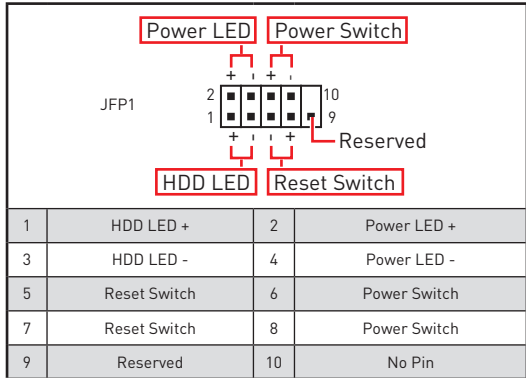 Power LED Power Switch
+ - + -
JFP1
2 10
1 9
+ - - +
Reserved
HDD LED Reset Switch
1 HDD LED + 2 Power LED +
3 HDD LED - 4 Power LED -
5 Reset Switch 6 Power Switch
7 Reset Switch 8 Power Switch
9 Reserved 10 No Pin